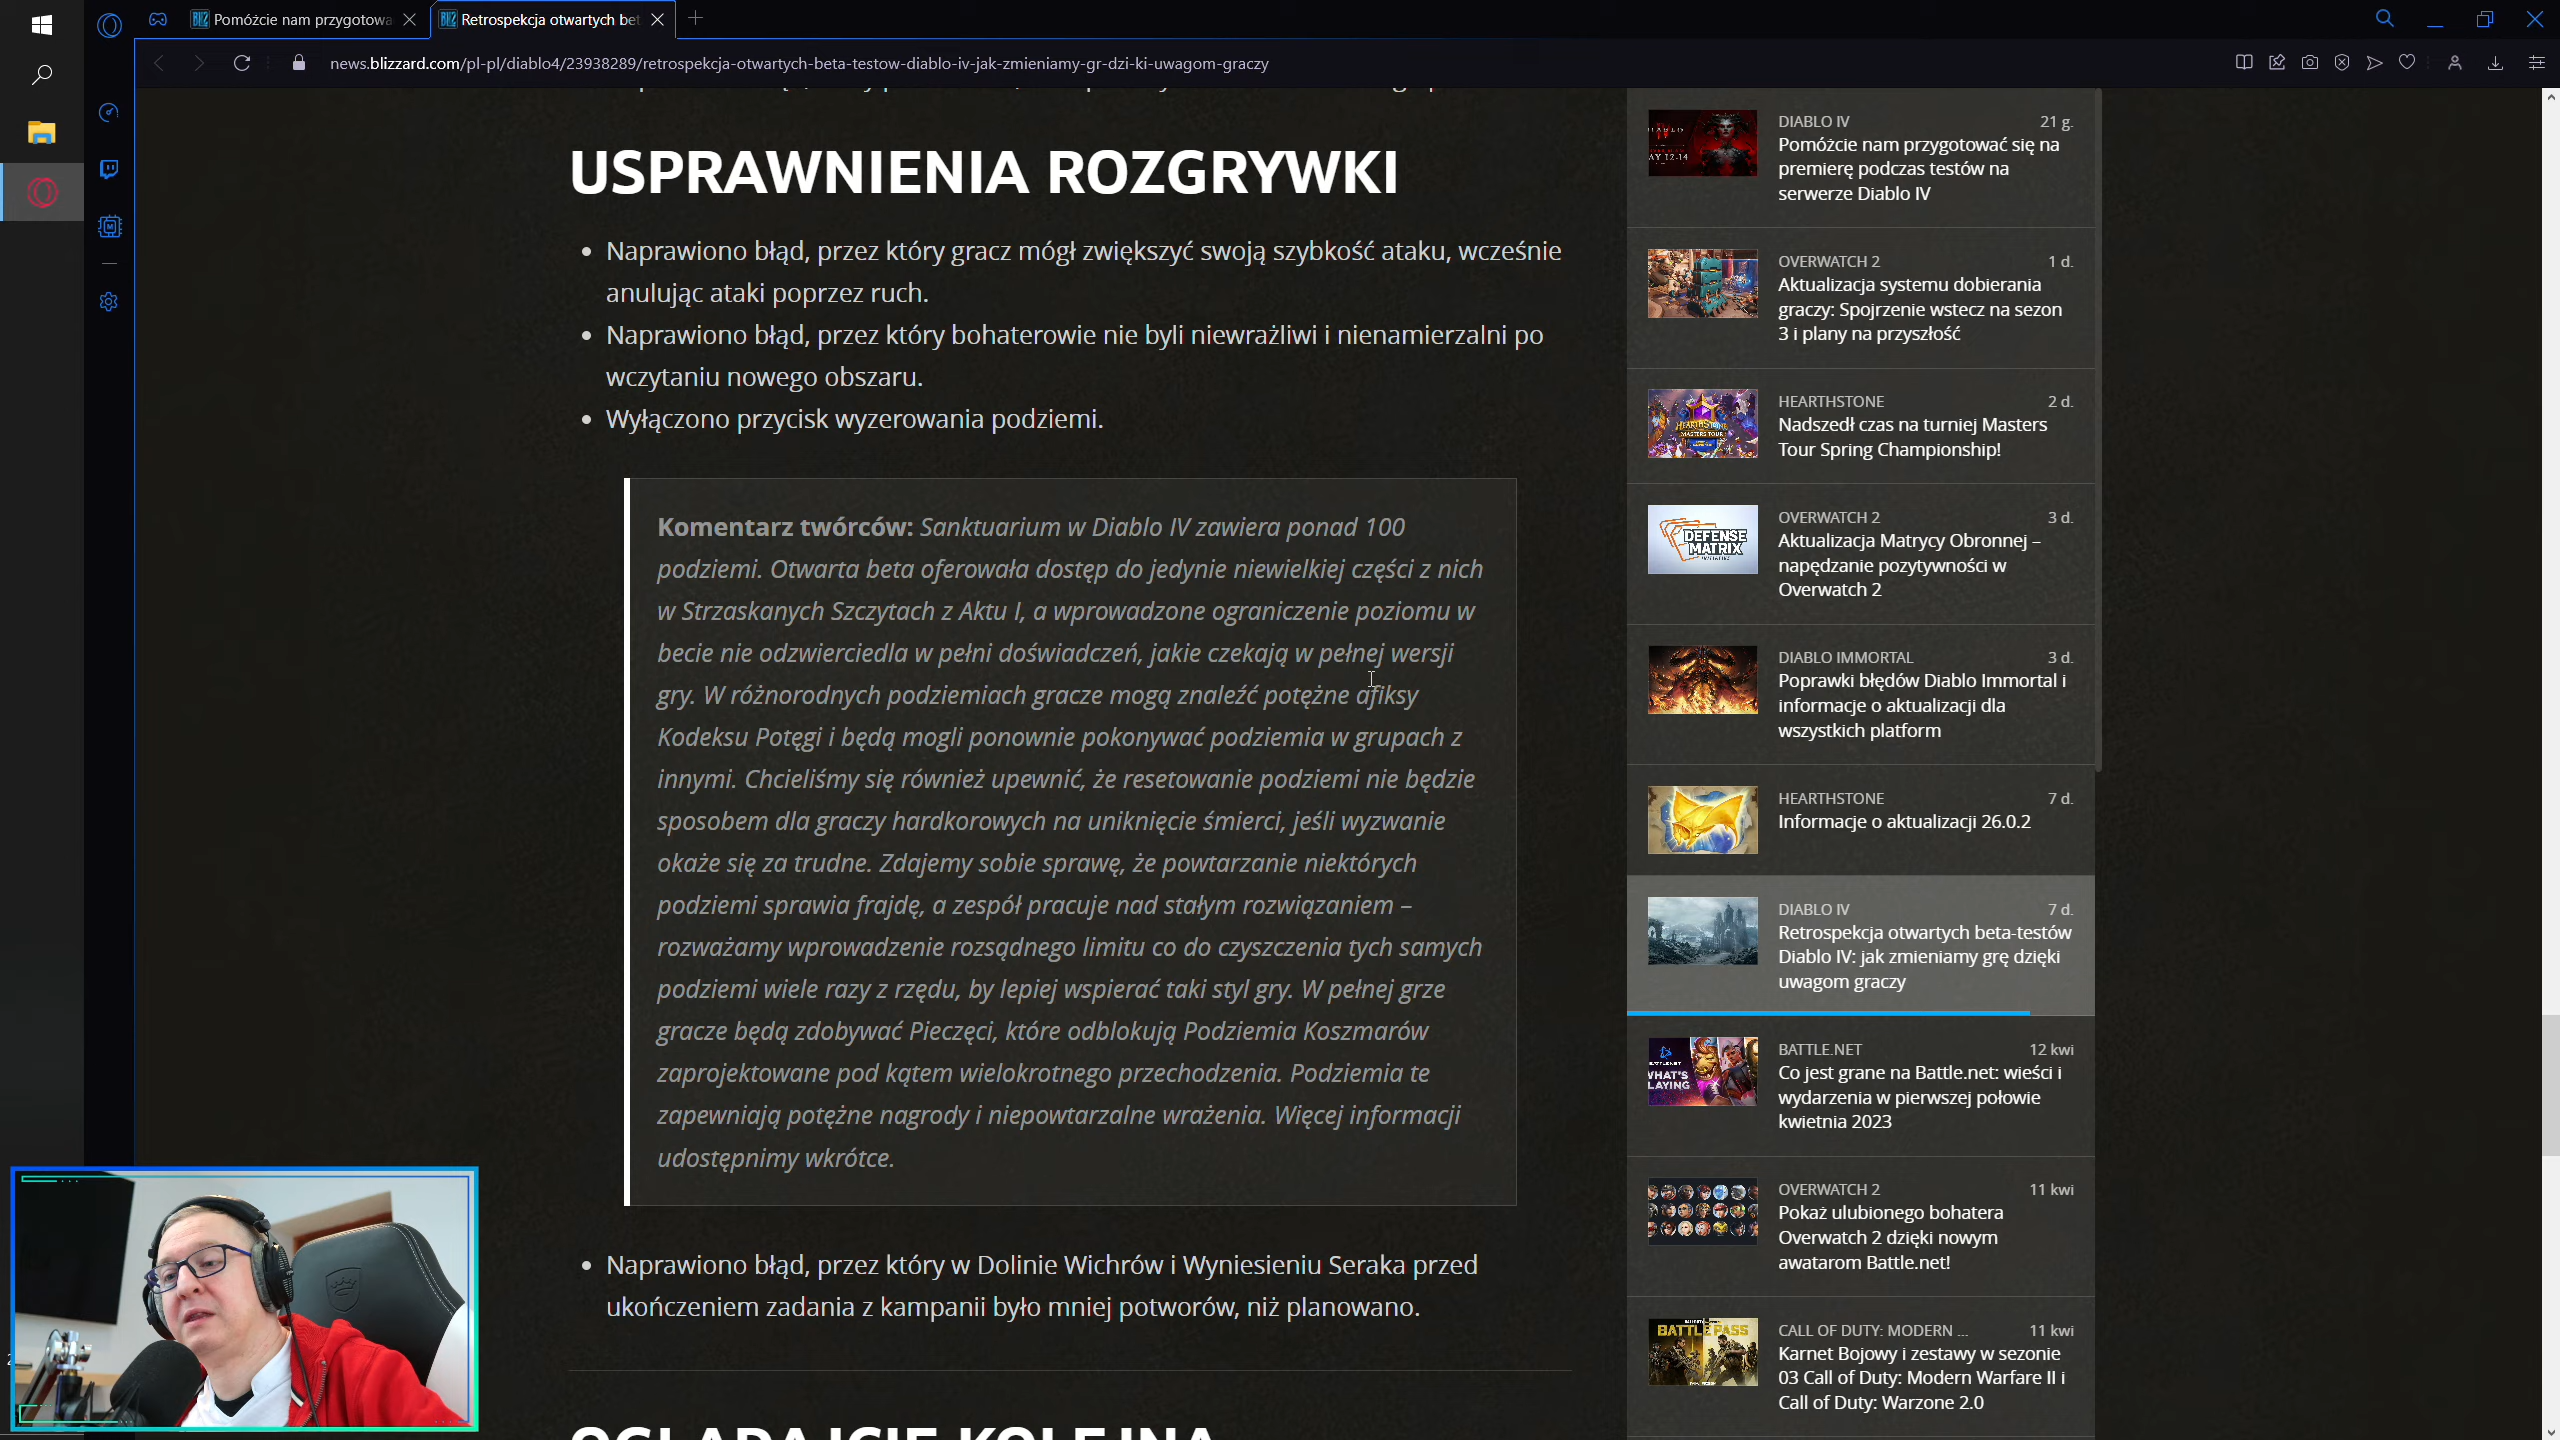 Pomóżcie nam przygotowa
Retrospekcja otwartych bet
news.blizzard.com/pl-pl/diablo4/23938289/retrospekcja-otwartych-beta-testow-diablo-iv-jak-zmieniamy-gr-dzi-ki-uwagom-graczy
USPRAWNIENIA ROZGRYWKI
• Naprawiono błąd, przez który gracz mógł zwiększyć swoją szybkość ataku, wcześnie
anulując ataki poprzez ruch.
• Naprawiono błąd, przez który bohaterowie nie byli niewrażliwi i nienamierzalni po
wczytaniu nowego obszaru.
• Wyłączono przycisk wyzerowania podziemi.
Komentarz twórców: Sanktuarium w Diablo IV zawiera ponad 100
podziemi. Otwarta beta oferowała dostęp do jedynie niewielkiej części z nich
w Strzaskanych Szczytach z Aktu I, a wprowadzone ograniczenie poziomu w
becie nie odzwierciedla w pełni doświadczeń, jakie czekają w pełnej wersji
gry. W różnorodnych podziemiach gracze mogą znaleźć potężne afiksy
Kodeksu Potęgi i będą mogli ponownie pokonywać podziemia w grupach z
innymi. Chcieliśmy się również upewnić, że resetowanie podziemi nie będzie
sposobem dla graczy hardkorowych na uniknięcie śmierci, jeśli wyzwanie
okaże się za trudne. Zdajemy sobie sprawę, że powtarzanie niektórych
podziemi sprawia frajdę, a zespół pracuje nad stałym rozwiązaniem –
rozważamy wprowadzenie rozsądnego limitu co do czyszczenia tych samych
podziemi wiele razy z rzędu, by lepiej wspierać taki styl gry. W pełnej grze
gracze będą zdobywać Pieczęci, które odblokują Podziemia Koszmarów
zaprojektowane pod kątem wielokrotnego przechodzenia. Podziemia te
zapewniają potężne nagrody i niepowtarzalne wrażenia. Więcej informacji
udostępnimy wkrótce.
• Naprawiono błąd, przez który w Dolinie Wichrów i Wyniesieniu Seraka przed
ukończeniem zadania z kampanii było mniej potworów, niż planowano.
OGLĄDAJCIE KOLEJNĄ
DIABLO IV 21 g.
Pomóżcie nam przygotować się na
premierę podczas testów na
serwerze Diablo IV
OVERWATCH 2 1 d.
Aktualizacja systemu dobierania
graczy: Spojrzenie wstecz na sezon
3 i plany na przyszłość
HEARTHSTONE
MASTERS TOUR
HEARTHSTONE 2 d.
Nadszedł czas na turniej Masters
Tour Spring Championship!
DEFENSE
MATRIX
OVERWATCH 2 3 d.
Aktualizacja Matrycy Obronnej –
napędzanie pozytywności w
Overwatch 2
DIABLO IMMORTAL 3 d.
Poprawki błędów Diablo Immortal i
informacje o aktualizacji dla
wszystkich platform
HEARTHSTONE 7 d.
Informacje o aktualizacji 26.0.2
DIABLO IV 7 d.
Retrospekcja otwartych beta-testów
Diablo IV: jak zmieniamy grę dzięki
uwagom graczy
WHAT'S
LAYING
BATTLE.NET 12 kwi
Co jest grane na Battle.net: wieści i
wydarzenia w pierwszej połowie
kwietnia 2023
OVERWATCH 2 11 kwi
Pokaż ulubionego bohatera
Overwatch 2 dzięki nowym
awatarom Battle.net!
BATTLE PASS
CALL OF DUTY: MODERN ... 11 kwi
Karnet Bojowy i zestawy w sezonie
03 Call of Duty: Modern Warfare II i
Call of Duty: Warzone 2.0